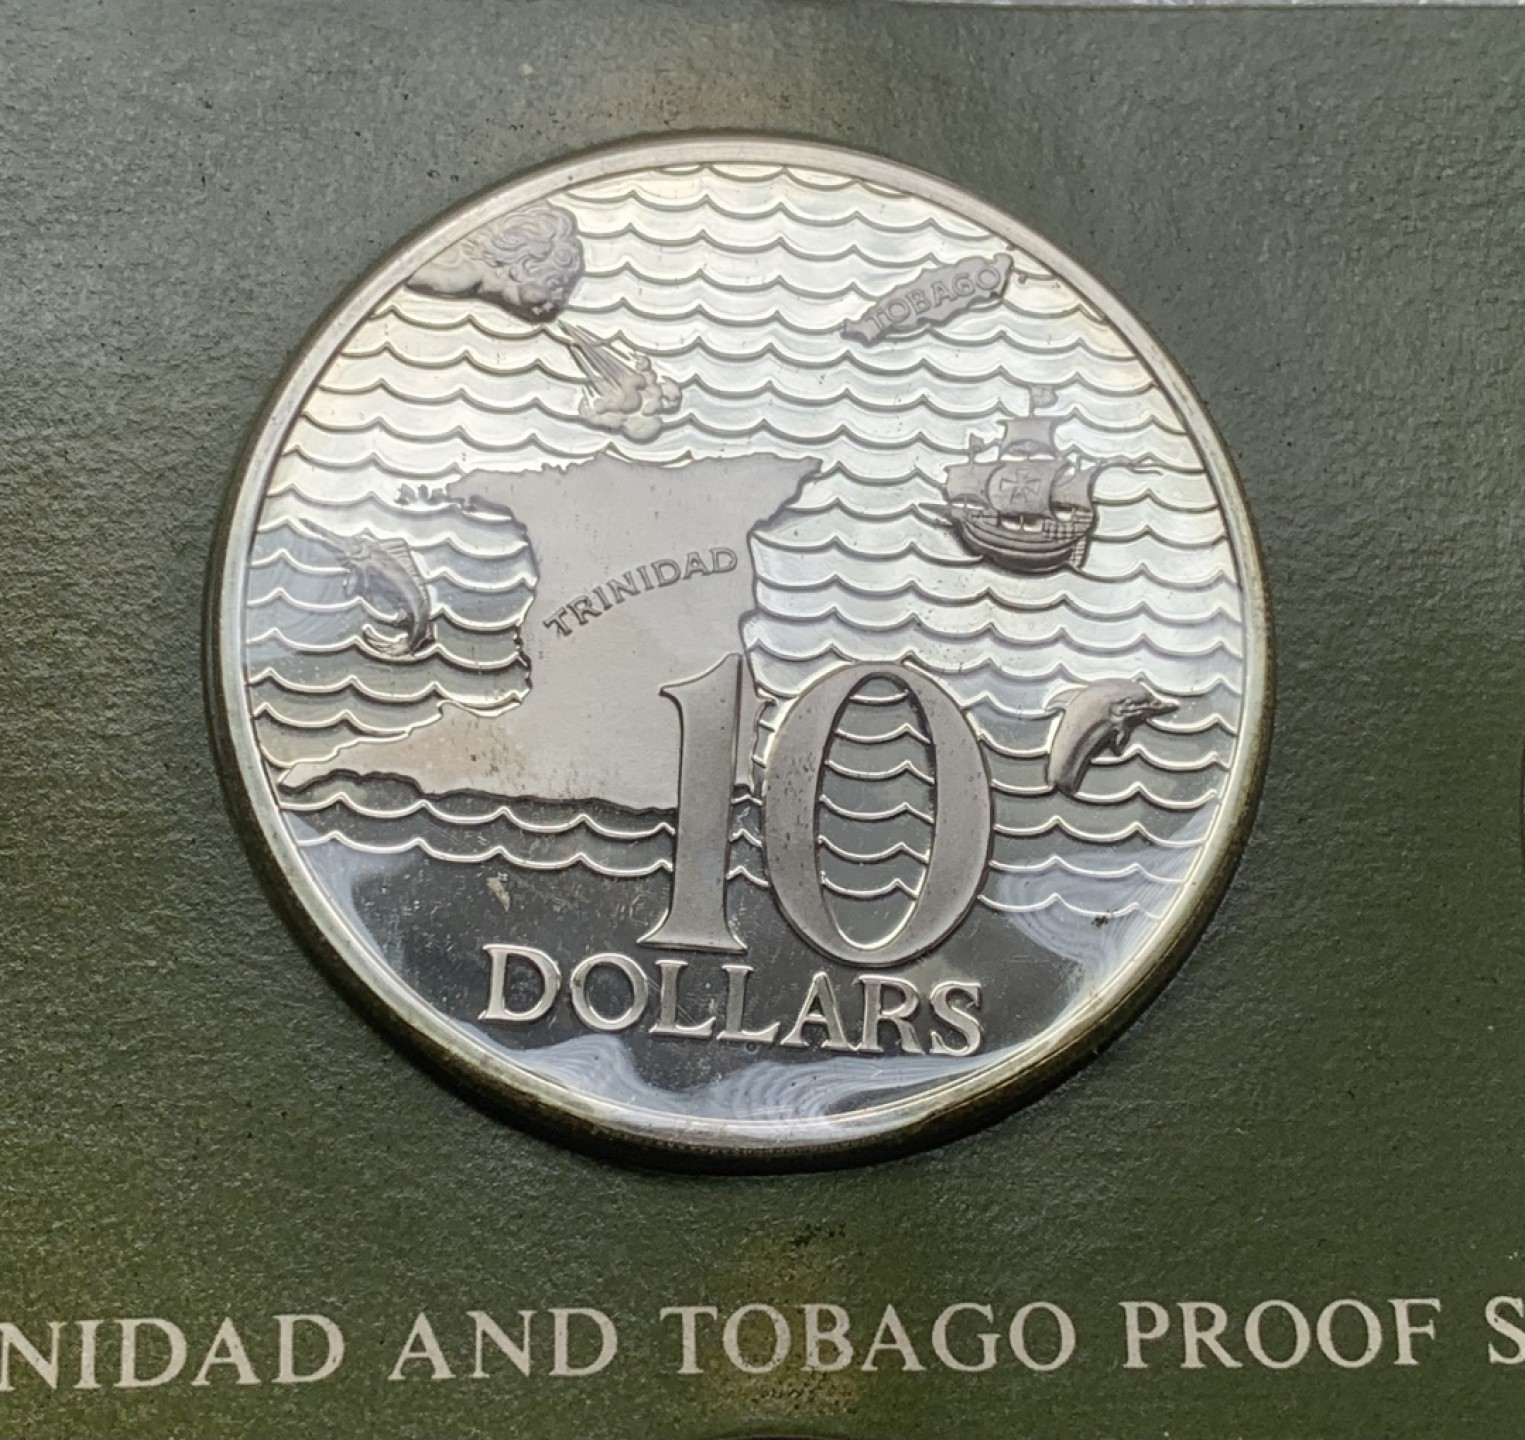 TOBAGO
TRINIDAD
10
DOLLARS
NIDAD AND TOBAGO PROOF S